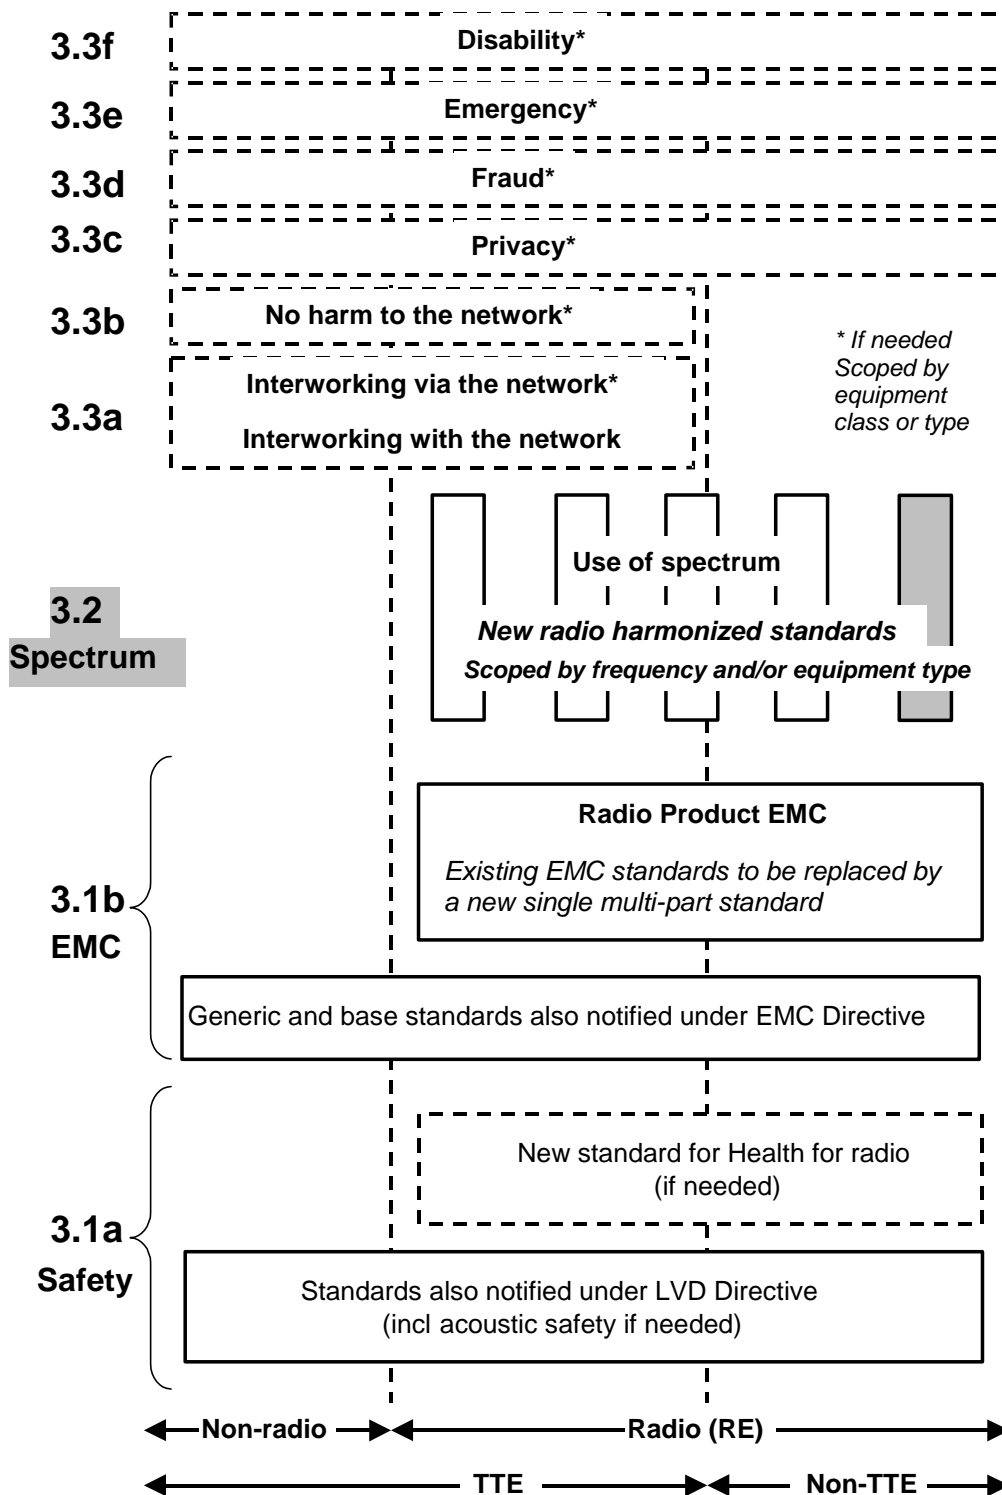 3.3f
Disability*
3.3e
Emergency*
3.3d
Fraud*
3.3c
Privacy*
3.3b
No harm to the network*
* If needed
Scoped by
equipment
class or type
3.3a
Interworking via the network*
Interworking with the network
Use of spectrum
3.2
Spectrum
New radio harmonized standards
Scoped by frequency and/or equipment type
Radio Product EMC
Existing EMC standards to be replaced by
a new single multi-part standard
3.1b
EMC
Generic and base standards also notified under EMC Directive
New standard for Health for radio
(if needed)
3.1a
Safety
Standards also notified under LVD Directive
(incl acoustic safety if needed)
Non-radio
Radio (RE)
TTE
Non-TTE